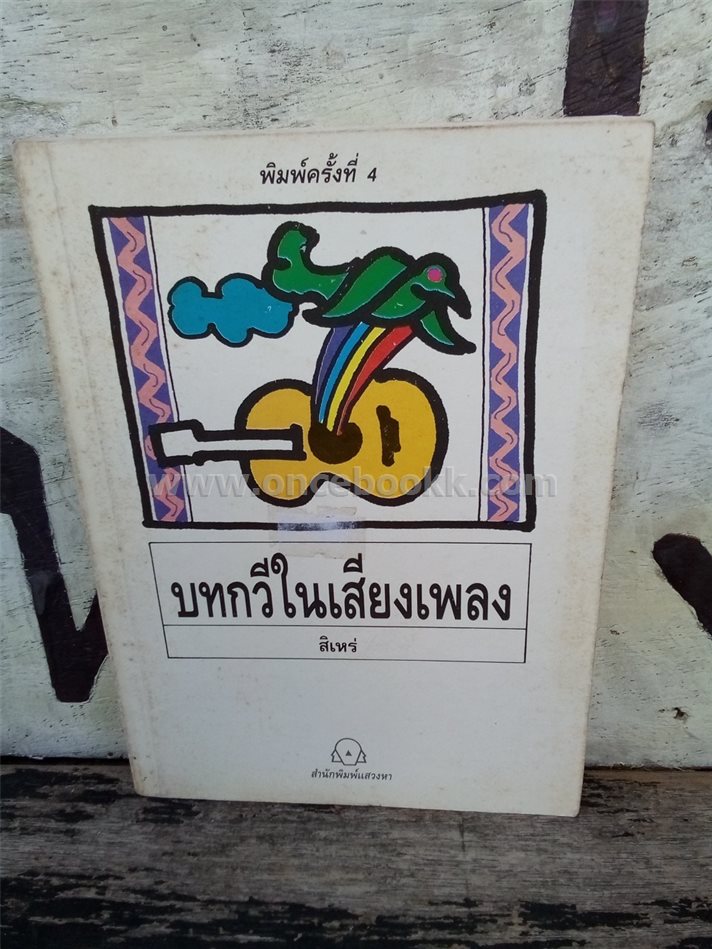 พิมพ์ครั้งที่ 4
www.oncebookk.com
บทกวีในเสียงเพลง
สิเหร่
สำนักพิมพ์แสวงหา